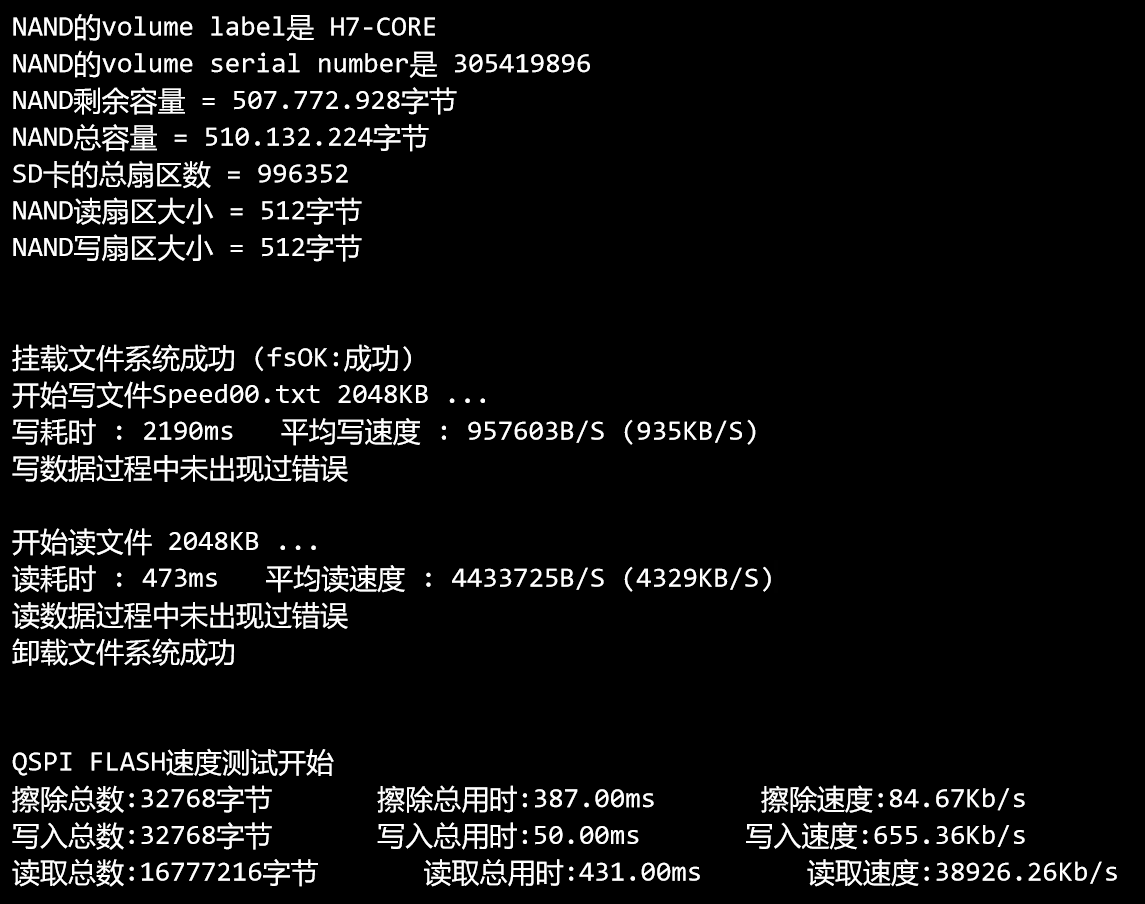 NAND的volume label是 H7-CORE
NAND的volume serial number是 305419896
NAND剩余容量 = 507.772.928字节
NAND总容量 = 510.132.224字节
SD卡的总扇区数 = 996352
NAND读扇区大小 = 512字节
NAND写扇区大小 = 512字节
挂载文件系统成功 (fsOK:成功)
开始写文件Speed00.txt 2048KB ...
写耗时 : 2190ms   平均写速度 : 957603B/S (935KB/S)
写数据过程中未出现过错误
开始读文件 2048KB ...
读耗时 : 473ms   平均读速度 : 4433725B/S (4329KB/S)
读数据过程中未出现过错误
卸载文件系统成功
QSPI FLASH速度测试开始
擦除总数:32768字节       擦除总用时:387.00ms       擦除速度:84.67Kb/s
写入总数:32768字节       写入总用时:50.00ms       写入速度:655.36Kb/s
读取总数:16777216字节       读取总用时:431.00ms       读取速度:38926.26Kb/s